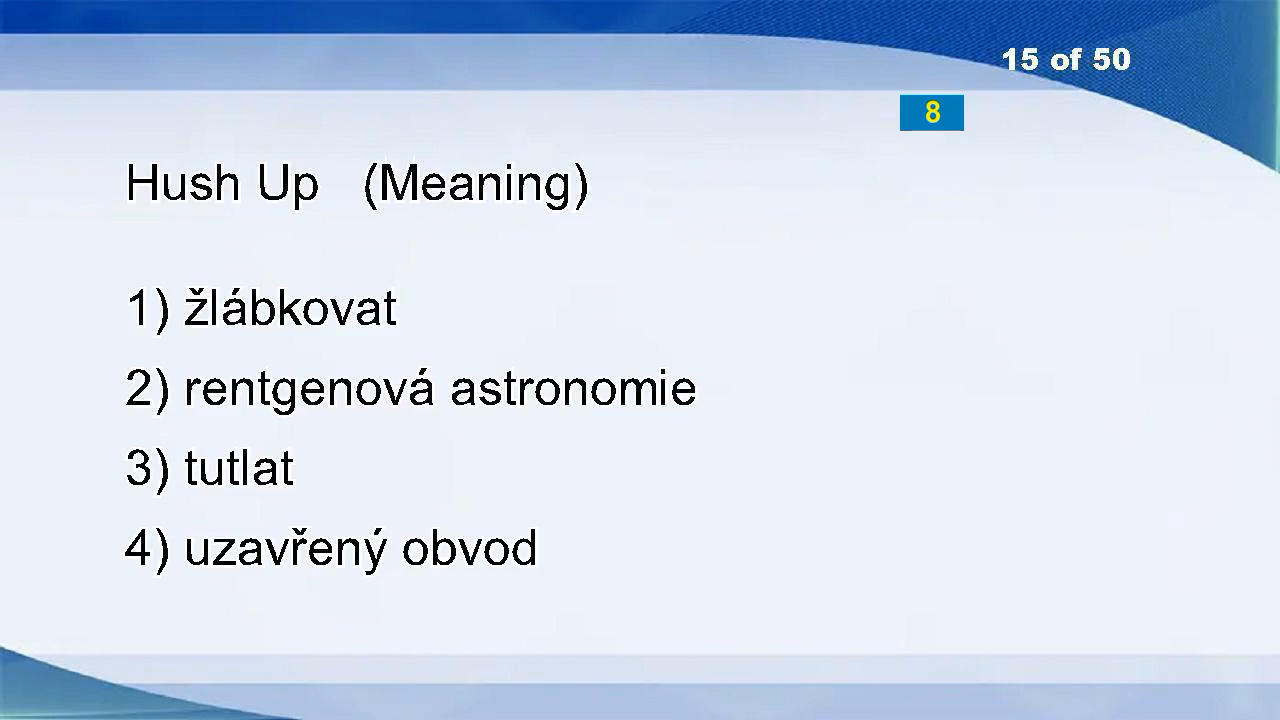 15 of 50
8
Hush Up (Meaning)
1) žlábkovat
2) rentgenová astronomie
3) tutlat
4) uzavřený obvod